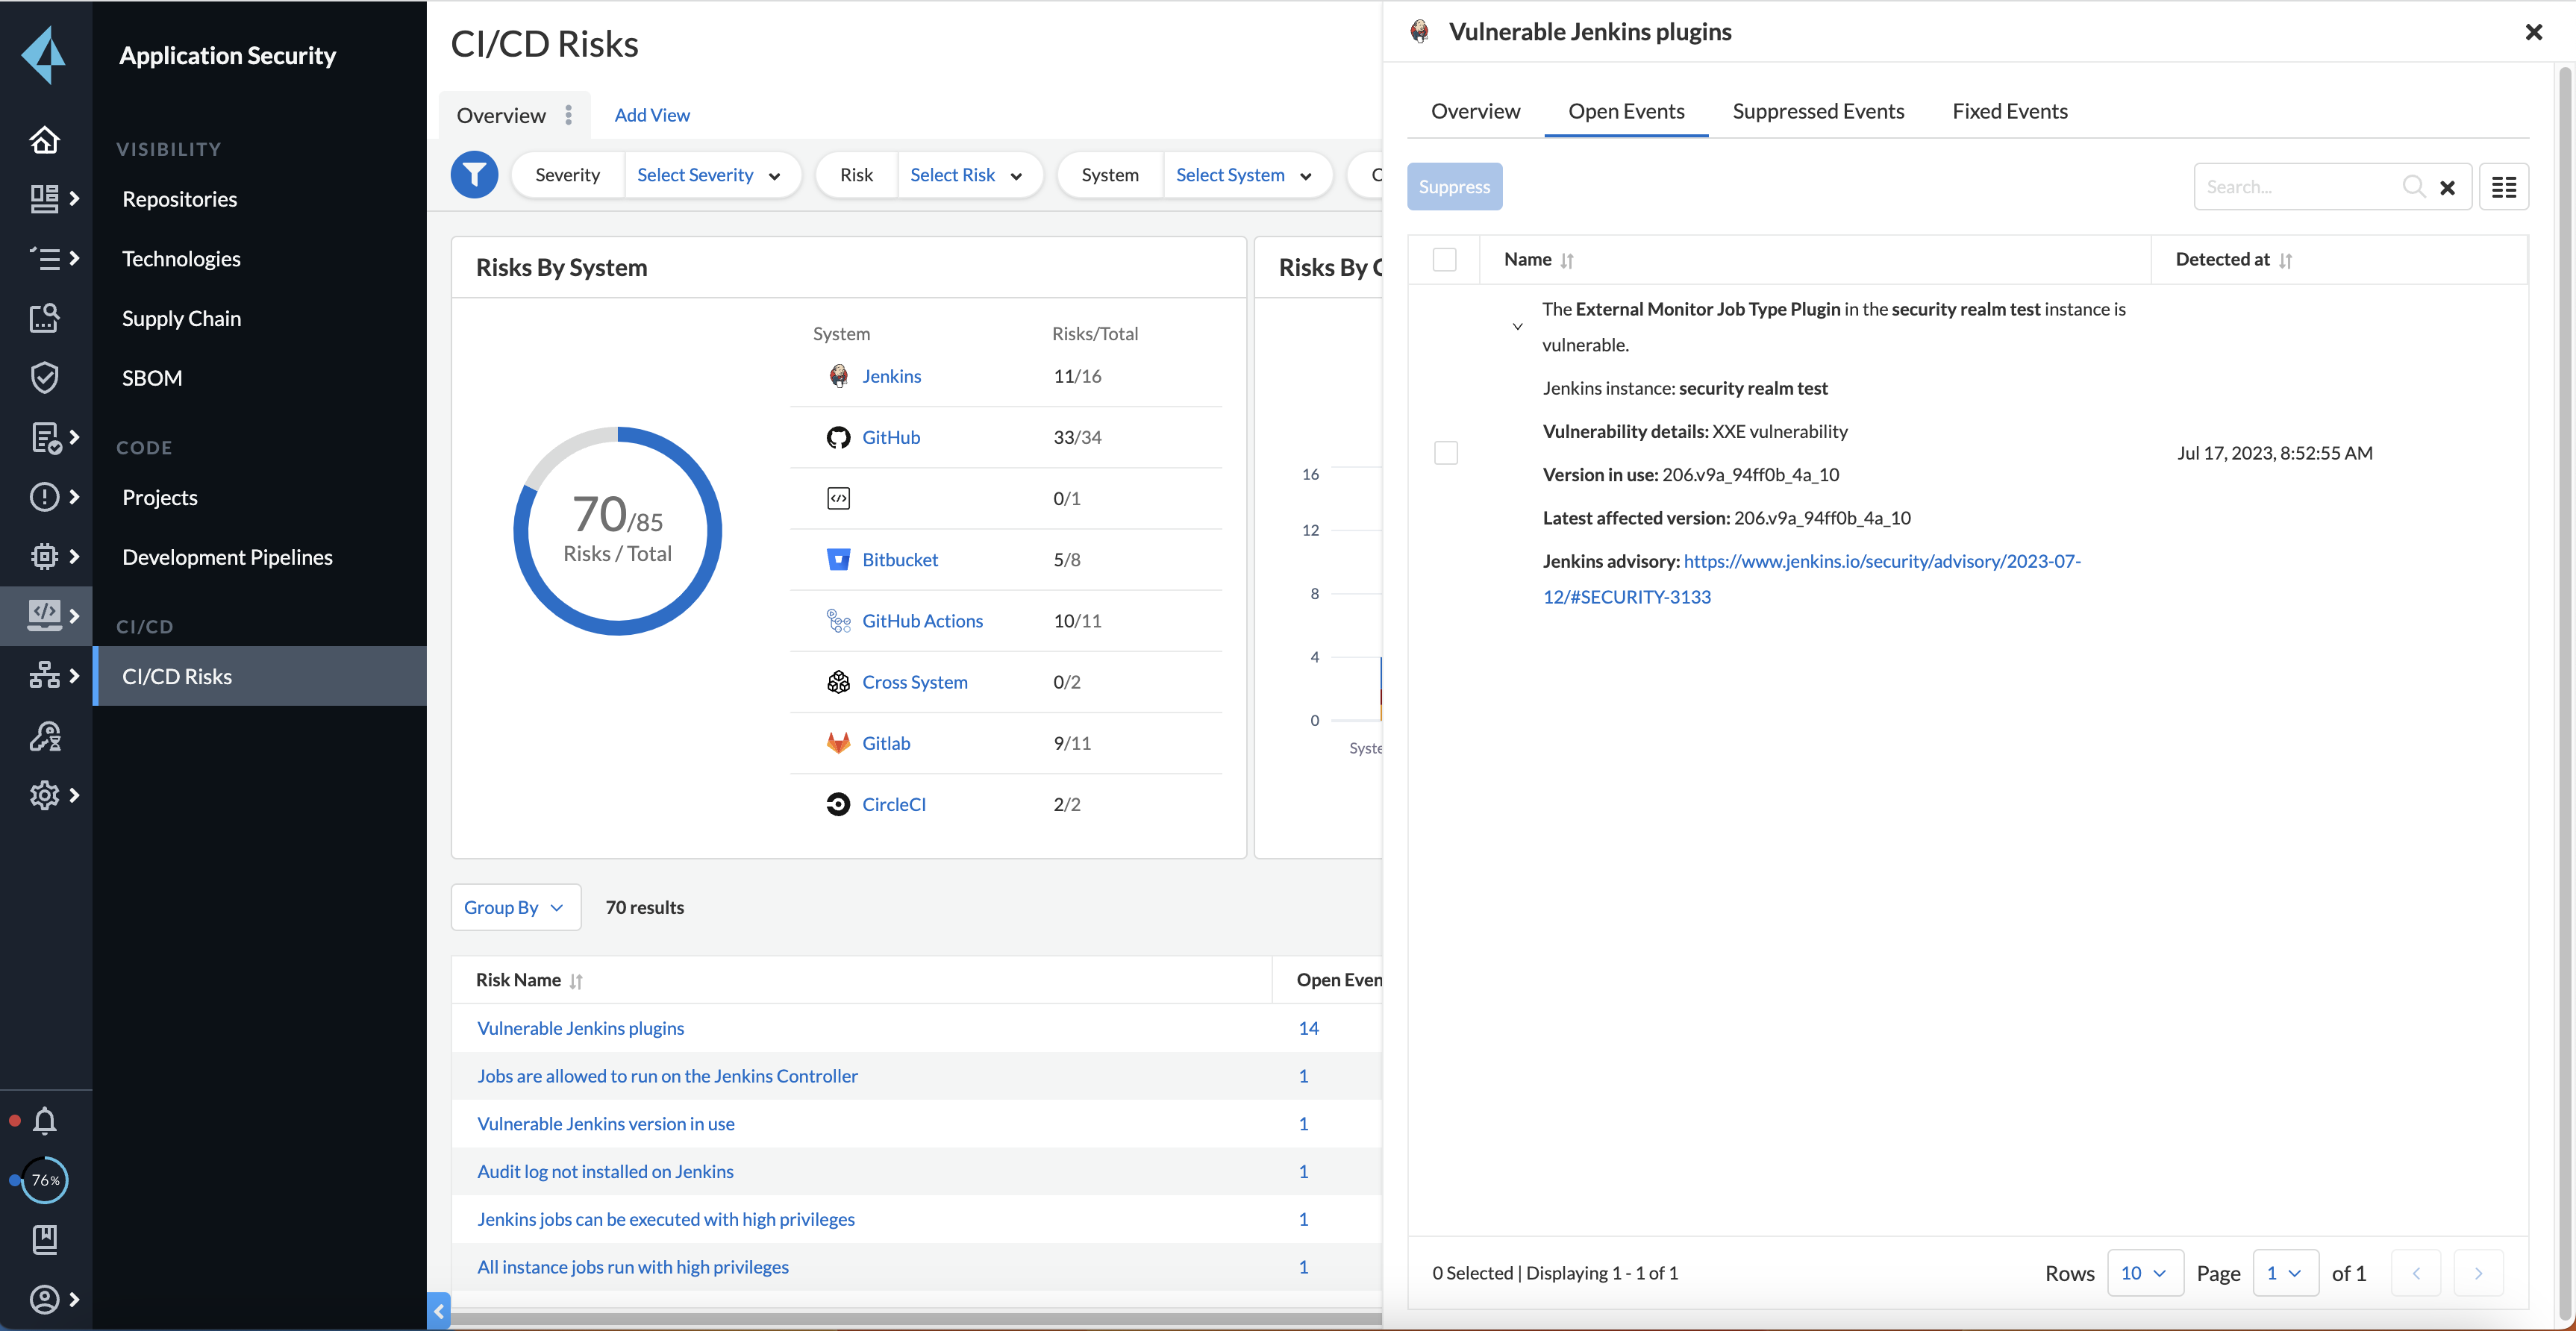 Application Security
VISIBILITY
Repositories
Technologies
Supply Chain
SBOM
CODE
Projects
Development Pipelines
CI/CD
CI/CD Risks
76%
CI/CD Risks
Overview
Add View
Severity
Select Severity
Risk
Select Risk
System
Select System
Risks By System
70/85
Risks / Total
System Risks/Total
Jenkins 11/16
GitHub 33/34
0/1
Bitbucket 5/8
GitHub Actions 10/11
Cross System 0/2
Gitlab 9/11
CircleCI 2/2
Risks By
16
12
8
4
0
Group By
70 results
Risk Name Open Even
Vulnerable Jenkins plugins 14
Jobs are allowed to run on the Jenkins Controller 1
Vulnerable Jenkins version in use 1
Audit log not installed on Jenkins 1
Jenkins jobs can be executed with high privileges 1
All instance jobs run with high privileges 1
Vulnerable Jenkins plugins
Overview
Open Events
Suppressed Events
Fixed Events
Suppress
Search...
Name Detected at
The External Monitor Job Type Plugin in the security realm test instance is
vulnerable.
Jenkins instance: security realm test
Vulnerability details: XXE vulnerability
Version in use: 206.v9a_94ff0b_4a_10
Latest affected version: 206.v9a_94ff0b_4a_10
Jenkins advisory: https://www.jenkins.io/security/advisory/2023-07-
12/#SECURITY-3133
Jul 17, 2023, 8:52:55 AM
0 Selected | Displaying 1 - 1 of 1
Rows 10 Page 1 of 1